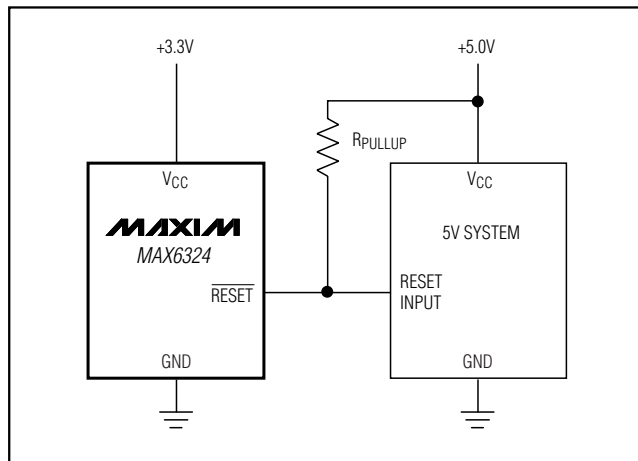 +3.3V
+5.0V
RPULLUP
VCC
VCC
MAXIM
MAX6324
5V SYSTEM
RESET
RESET
INPUT
GND
GND